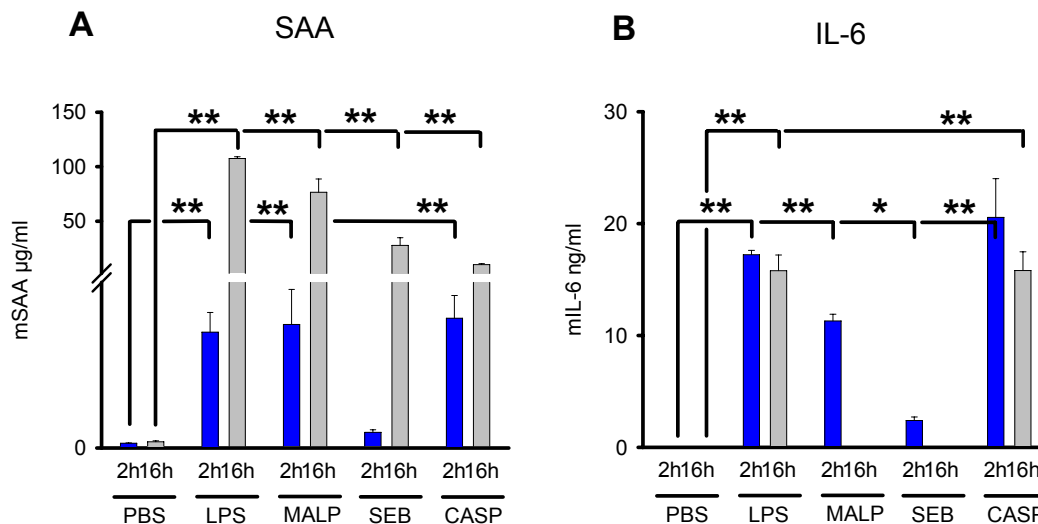 A
SAA
B
IL-6
mSAA µg/ml
150
100
50
0
** ** ** **
** ** **
2h16h 2h16h 2h16h 2h16h 2h16h
PBS LPS MALP SEB CASP
mIL-6 ng/ml
30
20
10
0
** **
** ** * **
2h16h 2h16h 2h16h 2h16h 2h16h
PBS LPS MALP SEB CASP